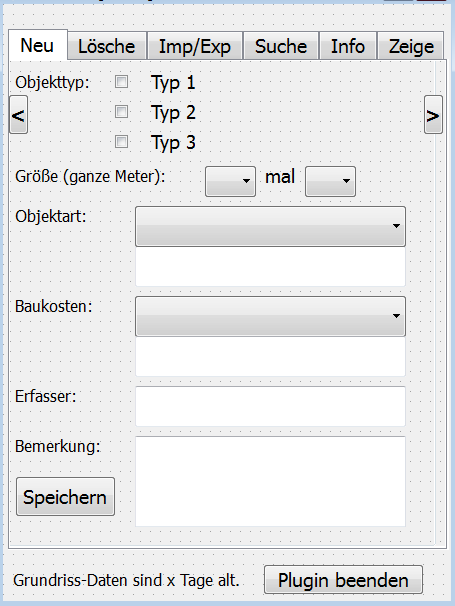 Neu Lösche Imp/Exp Suche Info Zeige
Objekttyp: Typ 1
< Typ 2 >
Typ 3
Größe (ganze Meter): mal
Objektart:
Baukosten:
Erfasser:
Bemerkung:
Speichern
Grundriss-Daten sind x Tage alt. Plugin beenden